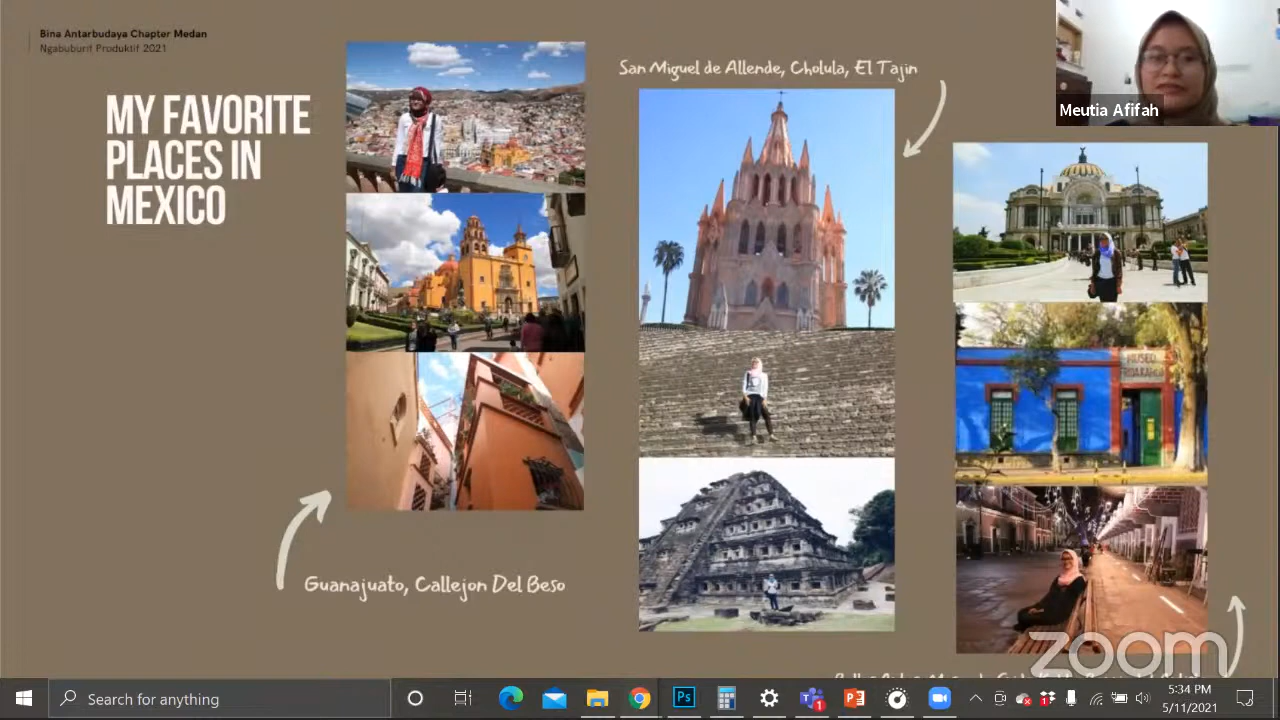 Bina Antarbudaya Chapter Medan
Ngabuburit Produktif 2021
MY FAVORITE
PLACES IN
MEXICO
San Miguel de Allende, Cholula, El Tajin
Meutia Afifah
MUSEO
Guanajuato, Callejon Del Beso
zoom
Search for anything
5:34 PM
5/11/2021